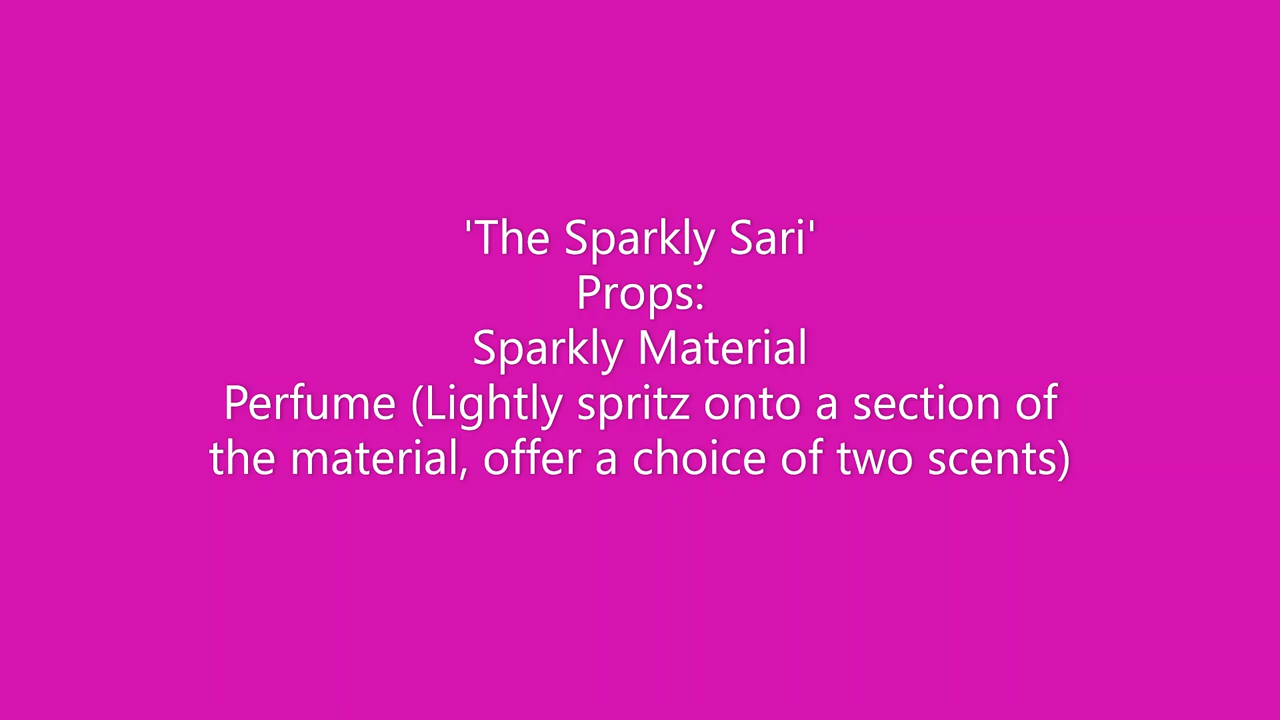 'The Sparkly Sari'
Props:
Sparkly Material
Perfume (Lightly spritz onto a section of
the material, offer a choice of two scents)